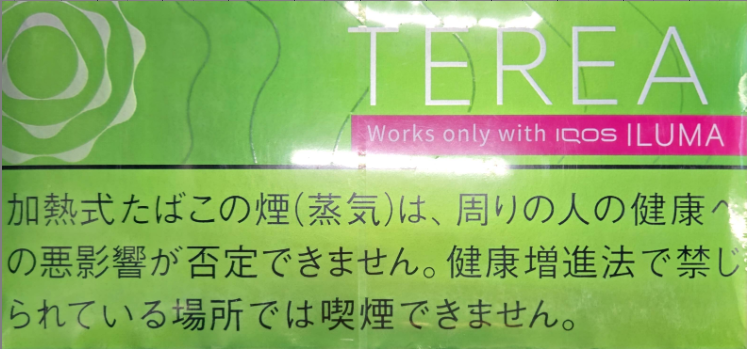 TEREA
Works only with IQOS ILUMA
加熱式たばこの煙(蒸気)は、周りの人の健康へ
の悪影響が否定できません。健康増進法で禁じ
られている場所では喫煙できません。